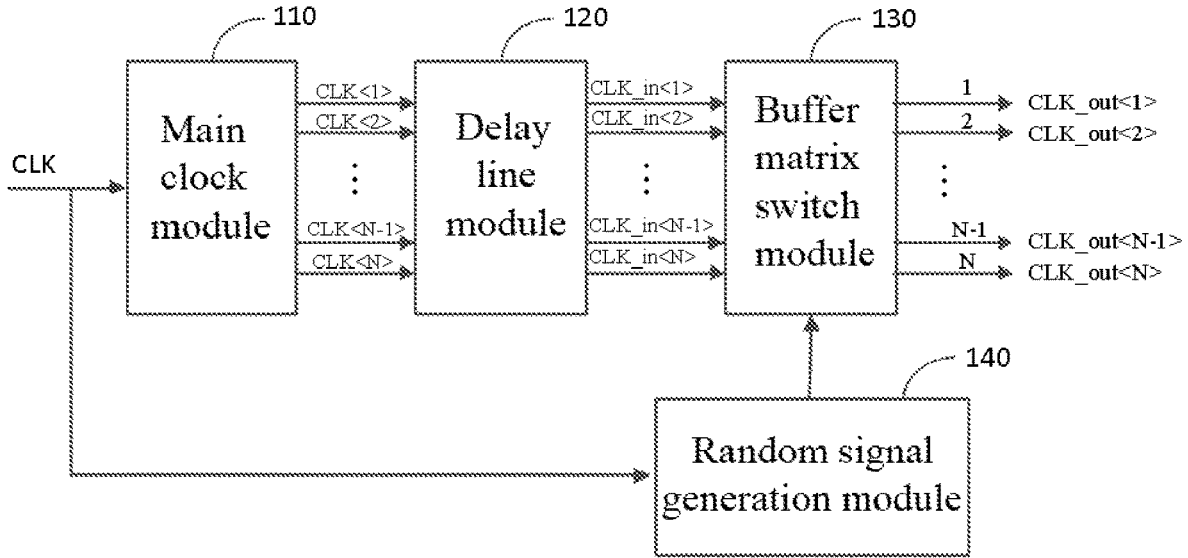 110
120
130
CLK
Main
clock
module
CLK<1>
CLK<2>
CLK<N-1>
CLK<N>
Delay
line
module
CLK_in<1>
CLK_in<2>
CLK_in<N-1>
CLK_in<N>
Buffer
matrix
switch
module
1
2
N-1
N
CLK_out<1>
CLK_out<2>
CLK_out<N-1>
CLK_out<N>
140
Random signal
generation module